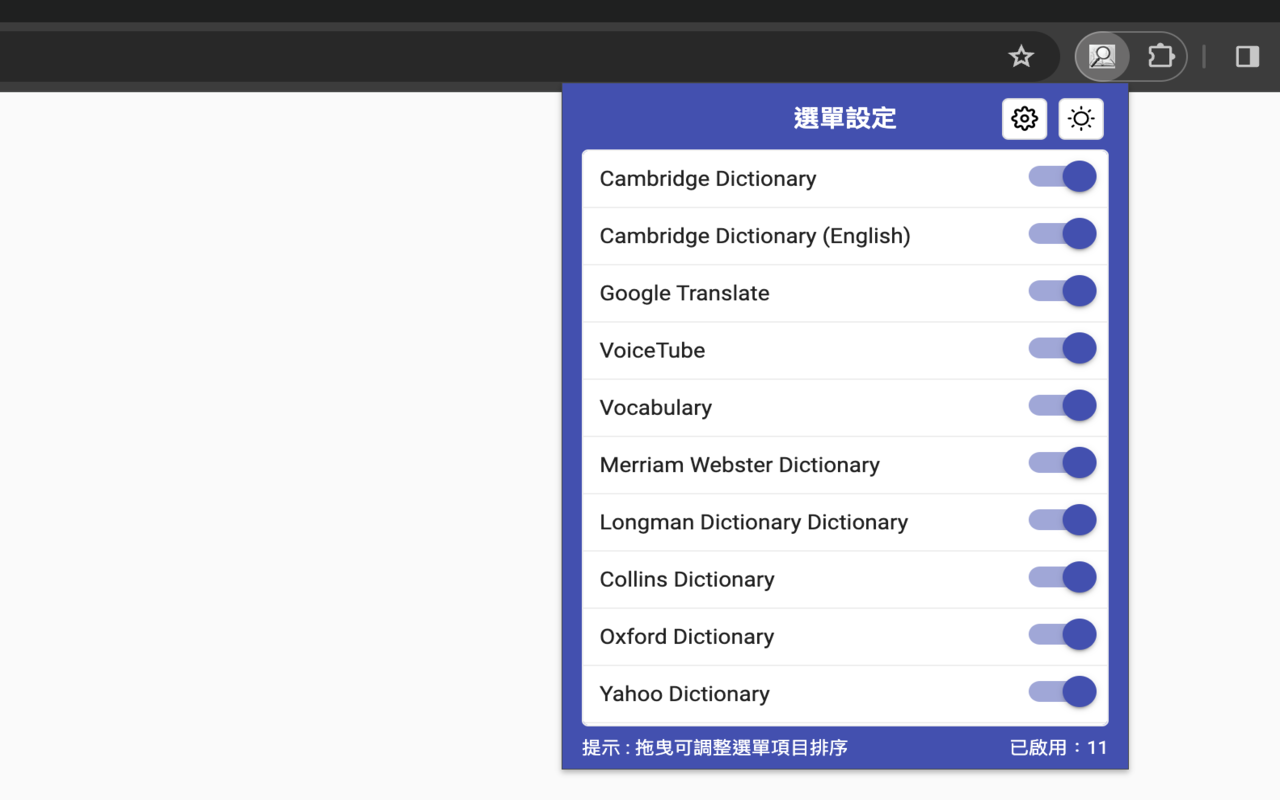 選單設定
Cambridge Dictionary
Cambridge Dictionary (English)
Google Translate
VoiceTube
Vocabulary
Merriam Webster Dictionary
Longman Dictionary Dictionary
Collins Dictionary
Oxford Dictionary
Yahoo Dictionary
提示 : 拖曳可調整選單項目排序
已啟用：11